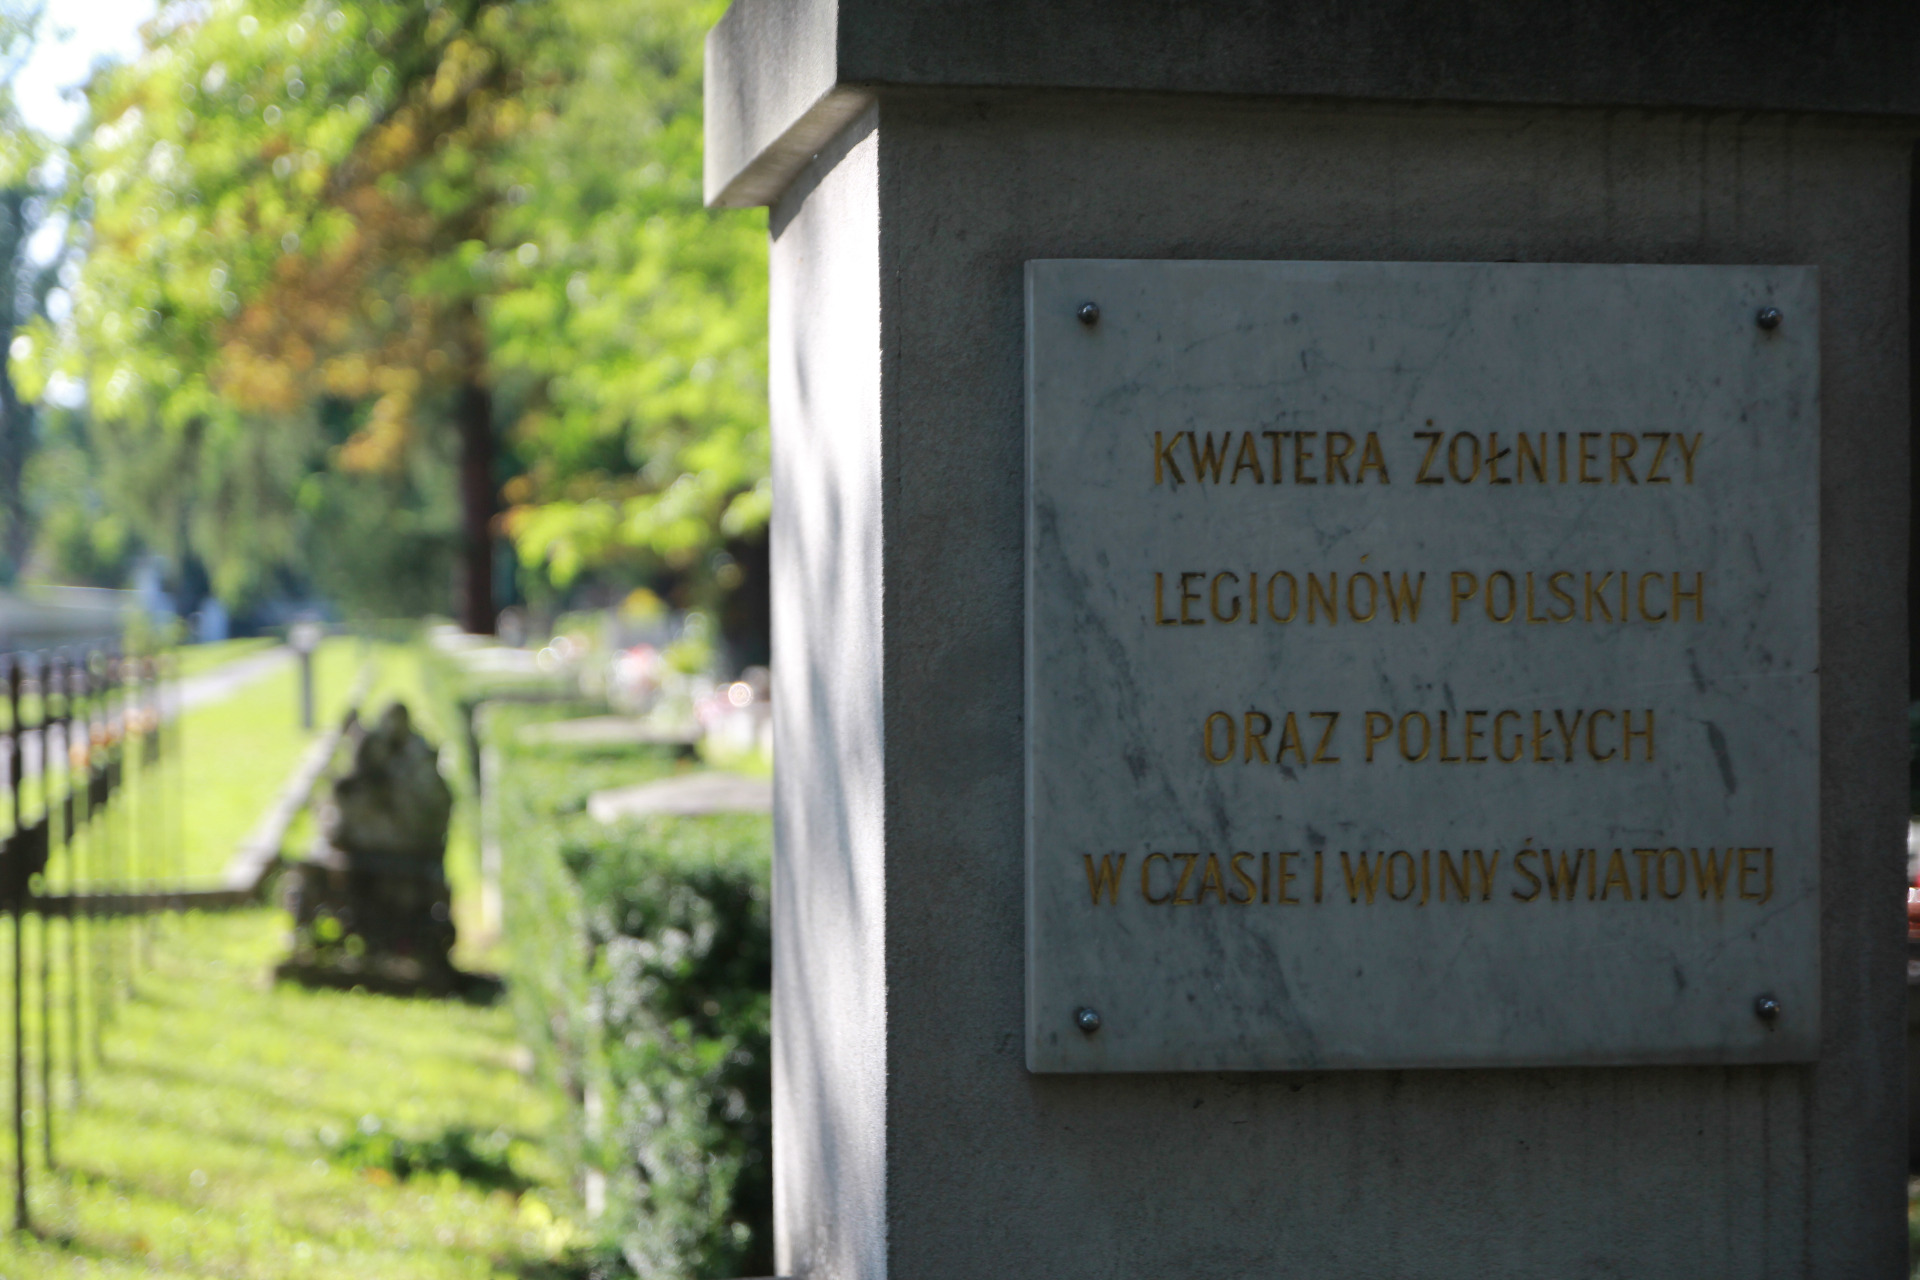 KWATERA ŻOŁNIERZY
LEGIONÓW POLSKICH
ORAZ POLEGŁYCH
W CZASIE I WOJNY ŚWIATOWEJ